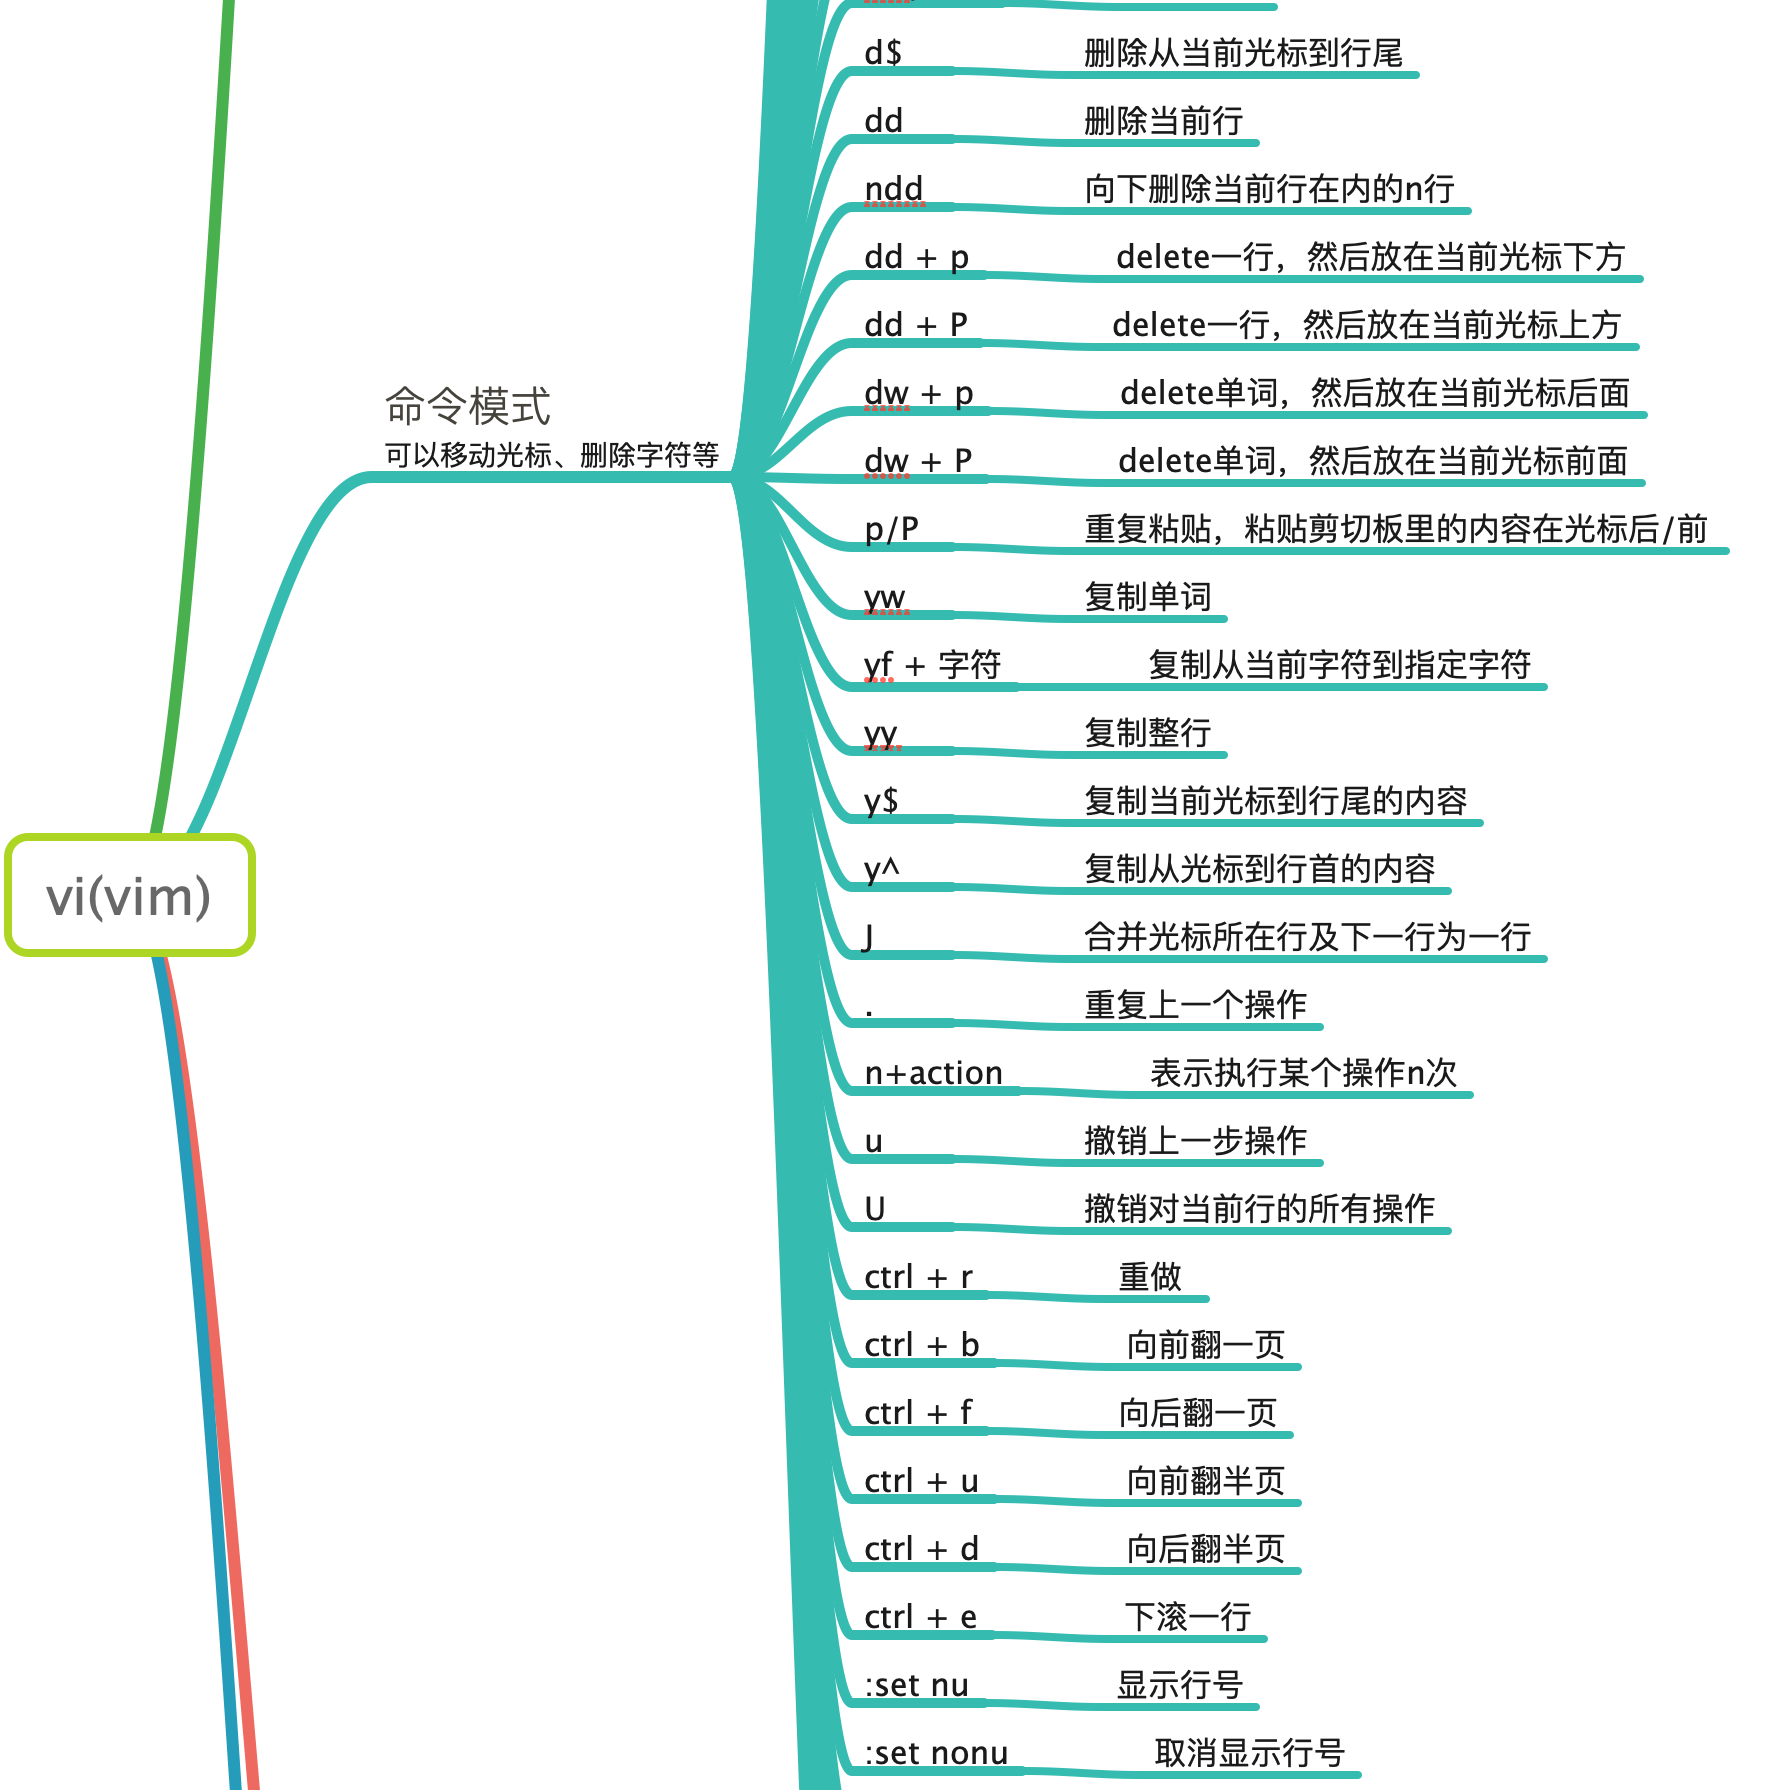 d$ 删除从当前光标到行尾
dd 删除当前行
ndd 向下删除当前行在内的n行
dd + p delete一行，然后放在当前光标下方
dd + P delete一行，然后放在当前光标上方
命令模式
可以移动光标、删除字符等
dw + p delete单词，然后放在当前光标后面
dw + P delete单词，然后放在当前光标前面
p/P 重复粘贴，粘贴剪切板里的内容在光标后/前
yw 复制单词
yf + 字符 复制从当前字符到指定字符
yy 复制整行
y$ 复制当前光标到行尾的内容
vi(vim)
y^ 复制从光标到行首的内容
J 合并光标所在行及下一行为一行
. 重复上一个操作
n+action 表示执行某个操作n次
u 撤销上一步操作
U 撤销对当前行的所有操作
ctrl + r 重做
ctrl + b 向前翻一页
ctrl + f 向后翻一页
ctrl + u 向前翻半页
ctrl + d 向后翻半页
ctrl + e 下滚一行
:set nu 显示行号
:set nonu 取消显示行号